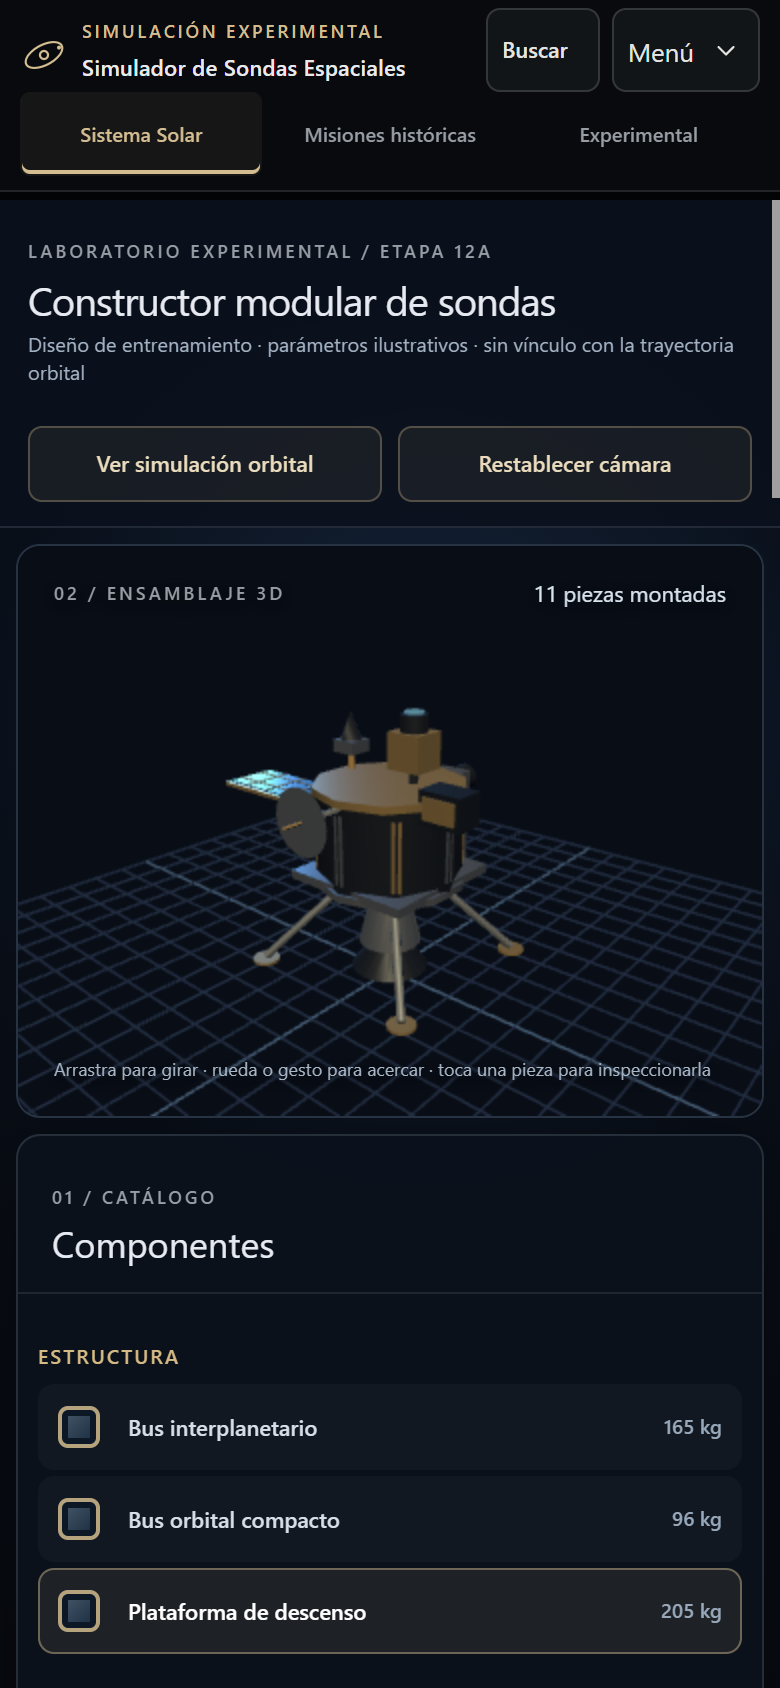 SIMULACIÓN EXPERIMENTAL
Simulador de Sondas Espaciales
Buscar
Menú
Sistema Solar
Misiones históricas
Experimental
LABORATORIO EXPERIMENTAL / ETAPA 12A
Constructor modular de sondas
Diseño de entrenamiento · parámetros ilustrativos · sin vínculo con la trayectoria
orbital
Ver simulación orbital
Restablecer cámara
02 / ENSAMBLAJE 3D
11 piezas montadas
Arrastra para girar · rueda o gesto para acercar · toca una pieza para inspeccionarla
01 / CATÁLOGO
Componentes
ESTRUCTURA
Bus interplanetario
165 kg
Bus orbital compacto
96 kg
Plataforma de descenso
205 kg